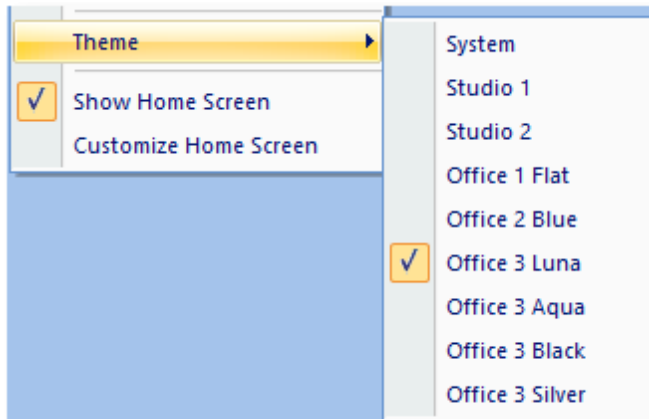 Theme
Show Home Screen
Customize Home Screen
System
Studio 1
Studio 2
Office 1 Flat
Office 2 Blue
Office 3 Luna
Office 3 Aqua
Office 3 Black
Office 3 Silver